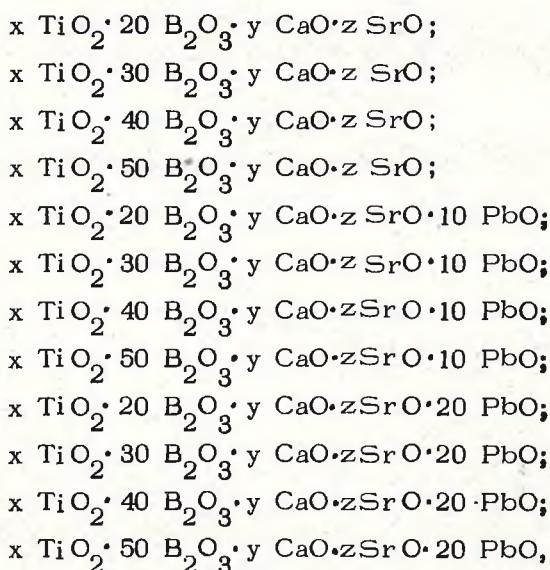 x TiO₂· 20 B₂O₃· y CaO·z SrO;
x TiO₂· 30 B₂O₃· y CaO·z SrO;
x TiO₂· 40 B₂O₃· y CaO·z SrO;
x TiO₂· 50 B₂O₃· y CaO·z SrO;
x TiO₂· 20 B₂O₃· y CaO·z SrO·10 PbO;
x TiO₂· 30 B₂O₃· y CaO·z SrO·10 PbO;
x TiO₂· 40 B₂O₃· y CaO·zSrO·10 PbO;
x TiO₂· 50 B₂O₃· y CaO·zSrO·10 PbO;
x TiO₂· 20 B₂O₃· y CaO·zSrO·20 PbO;
x TiO₂· 30 B₂O₃· y CaO·zSrO·20 PbO;
x TiO₂· 40 B₂O₃· y CaO·zSrO·20·PbO;
x TiO₂· 50 B₂O₃· y CaO·zSrO·20 PbO,